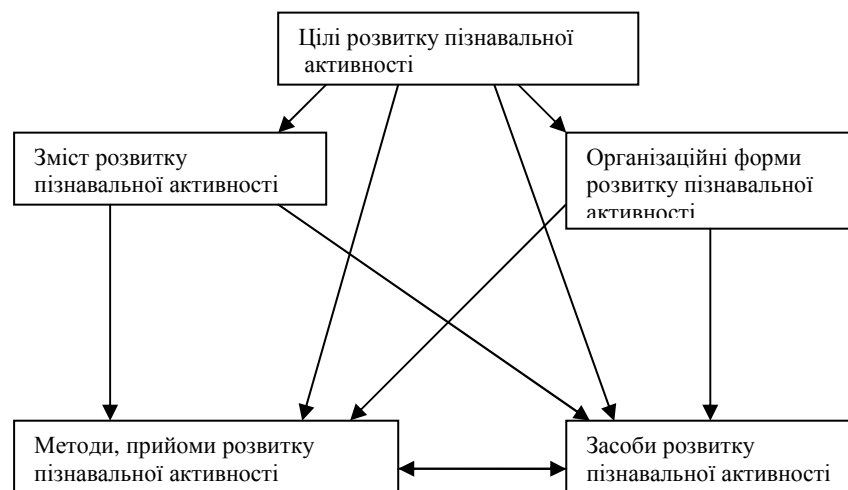 Цілі розвитку пізнавальної
активності
Зміст розвитку
пізнавальної активності
Організаційні форми
розвитку пізнавальної
активності
Методи, прийоми розвитку
пізнавальної активності
Засоби розвитку
пізнавальної активності